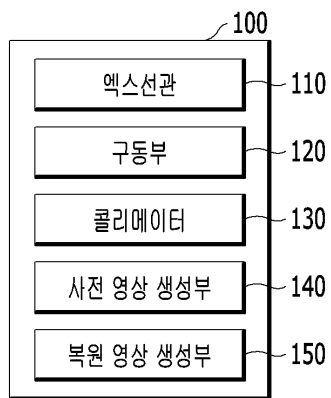 100
엑스선관 110
구동부 120
콜리메이터 130
사전 영상 생성부 140
복원 영상 생성부 150